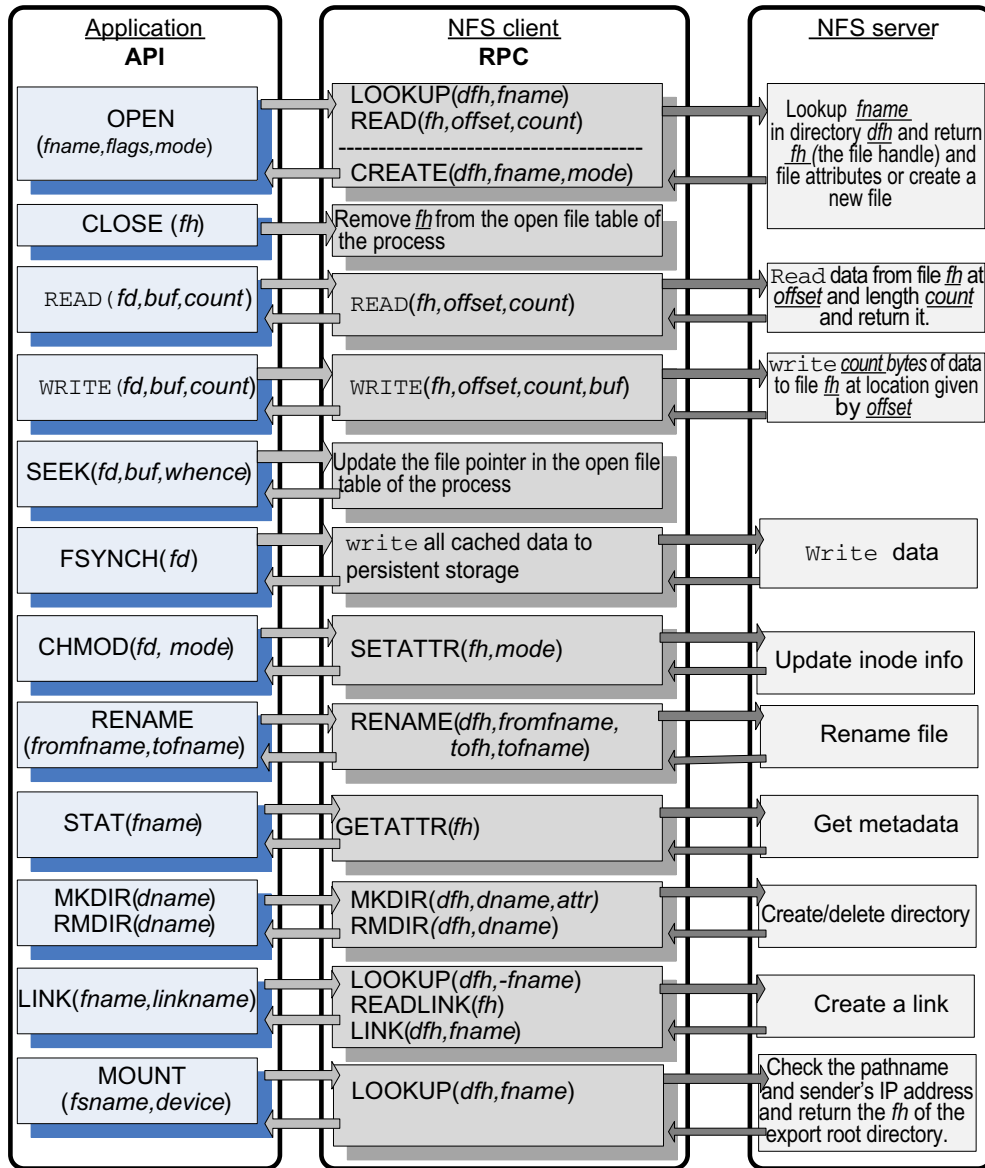 Application
API
NFS client
RPC
NFS server
OPEN
(fname,flags,mode)
LOOKUP(dfh,fname)
READ(fh,offset,count)
----------------------------------------
CREATE(dfh,fname,mode)
Lookup fname
in directory dfh and return
fh (the file handle) and
file attributes or create a
new file
CLOSE (fh)
Remove fh from the open file table of
the process
READ(fd,buf,count)
READ(fh,offset,count)
Read data from file fh at
offset and length count
and return it.
WRITE(fd,buf,count)
WRITE(fh,offset,count,buf)
write count bytes of data
to file fh at location given
by offset
SEEK(fd,buf,whence)
Update the file pointer in the open file
table of the process
FSYNCH(fd)
write all cached data to
persistent storage
Write data
CHMOD(fd, mode)
SETATTR(fh,mode)
Update inode info
RENAME
(fromfname,tofname)
RENAME(dfh,fromfname,
tofh,tofname)
Rename file
STAT(fname)
GETATTR(fh)
Get metadata
MKDIR(dname)
RMDIR(dname)
MKDIR(dfh,dname,attr)
RMDIR(dfh,dname)
Create/delete directory
LINK(fname,linkname)
LOOKUP(dfh,-fname)
READLINK(fh)
LINK(dfh,fname)
Create a link
MOUNT
(fsname,device)
LOOKUP(dfh,fname)
Check the pathname
and sender's IP address
and return the fh of the
export root directory.